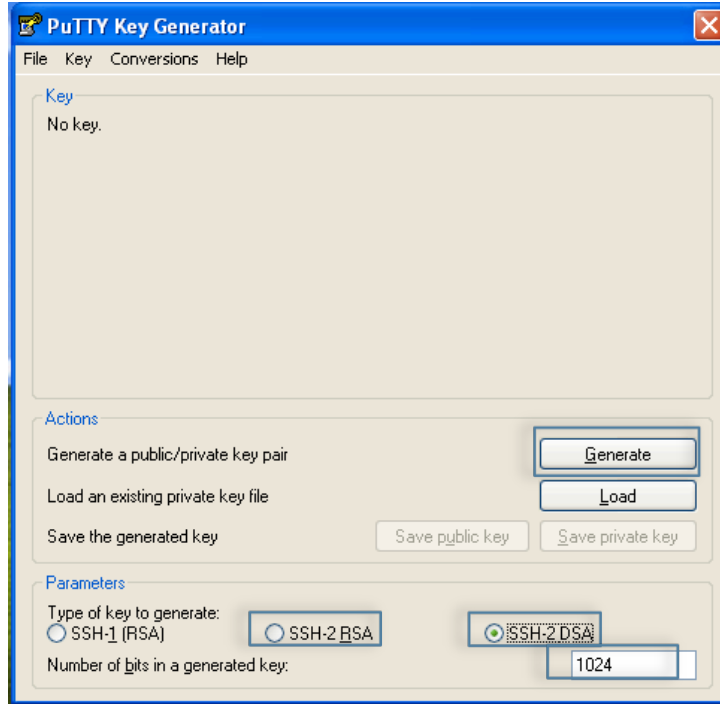 PuTTY Key Generator
File Key Conversions Help
Key
No key.
Actions
Generate a public/private key pair Generate
Load an existing private key file Load
Save the generated key Save public key Save private key
Parameters
Type of key to generate:
SSH-1 (RSA) SSH-2 RSA SSH-2 DSA
Number of bits in a generated key: 1024